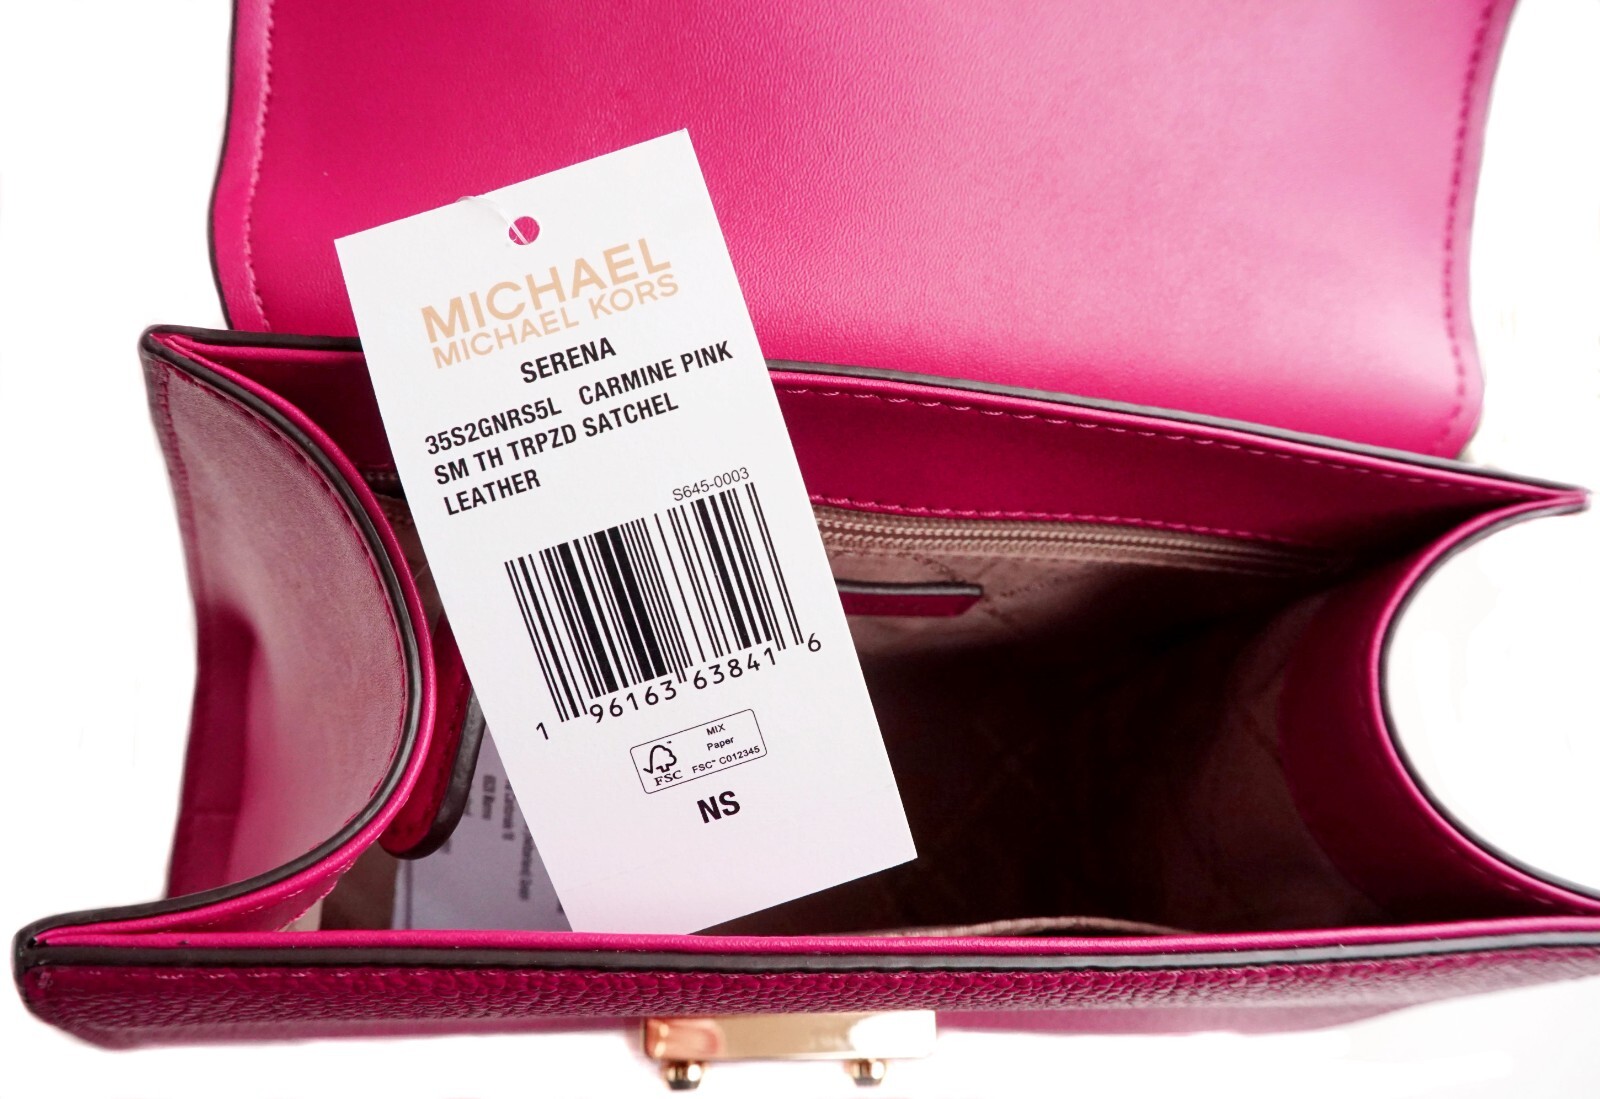 MICHAEL
MICHAEL KORS
SERENA
35S2GNRS5L CARMINE PINK
SM TH TRPZD SATCHEL
LEATHER
S645-0003
1 96163 63841 6
FSC
MIX
Paper
FSC™ C012345
NS